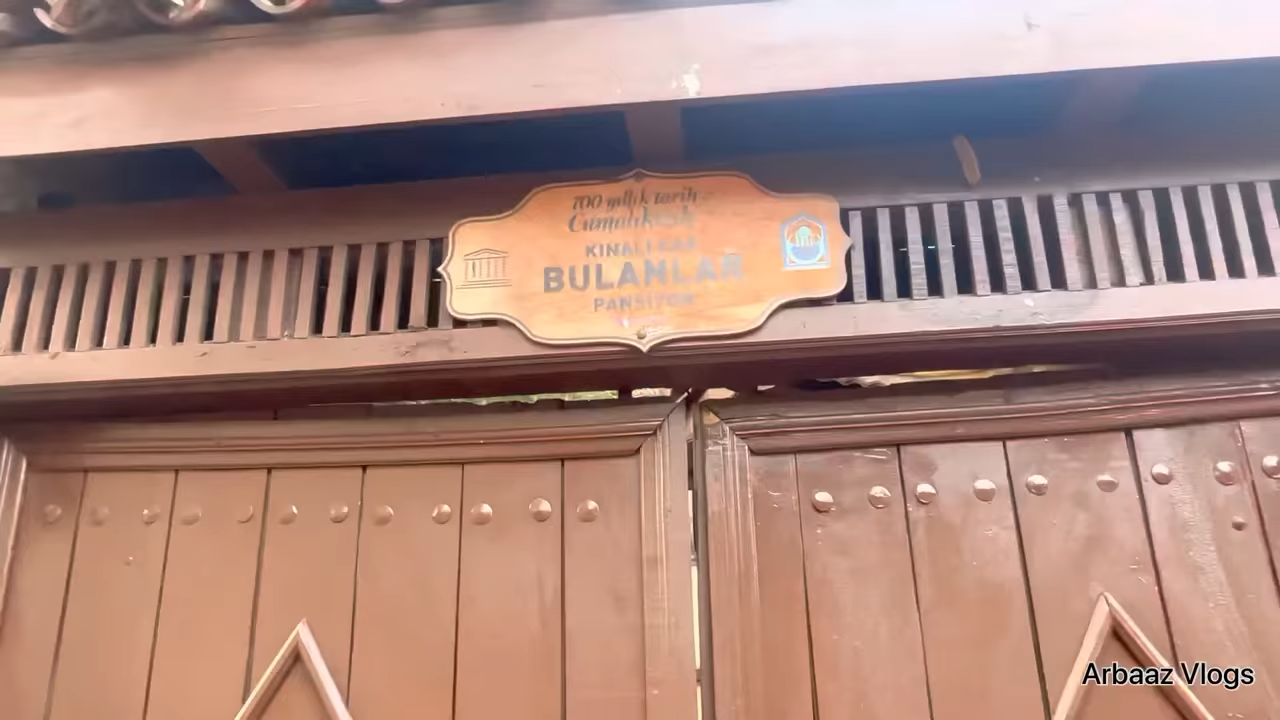 700 yıllık tarih
Cumalıkızık
KINALI KAR
BULANLAR
PANSİYON
Arbaaz Vlogs